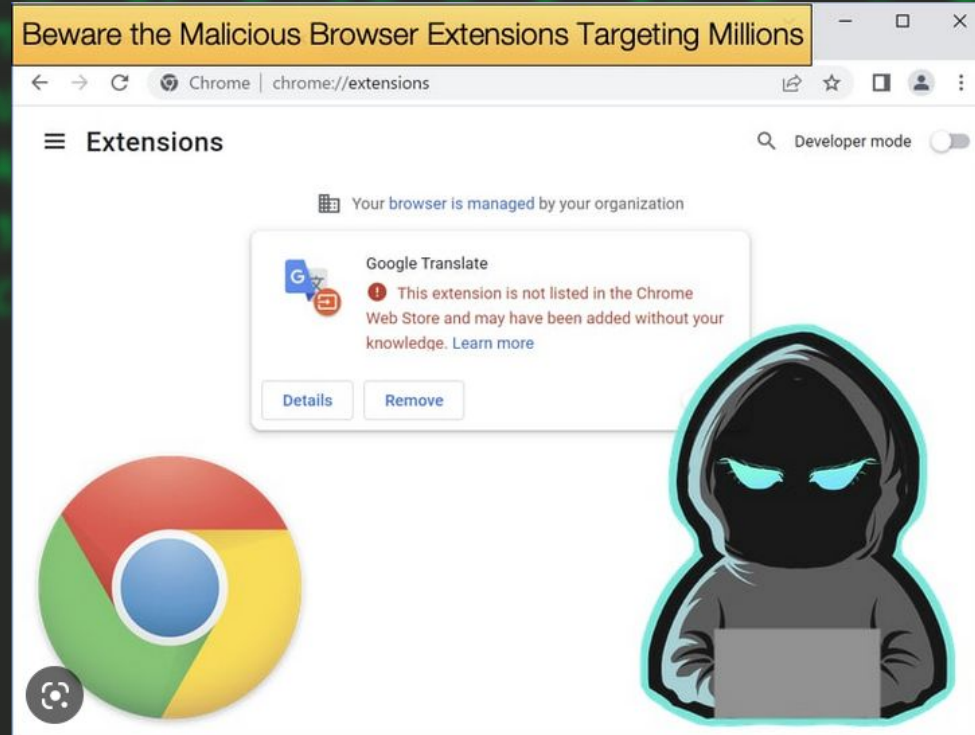 Beware the Malicious Browser Extensions Targeting Millions
Chrome | chrome://extensions
Extensions
Developer mode
Your browser is managed by your organization
Google Translate
This extension is not listed in the Chrome
Web Store and may have been added without your
knowledge. Learn more
Details
Remove